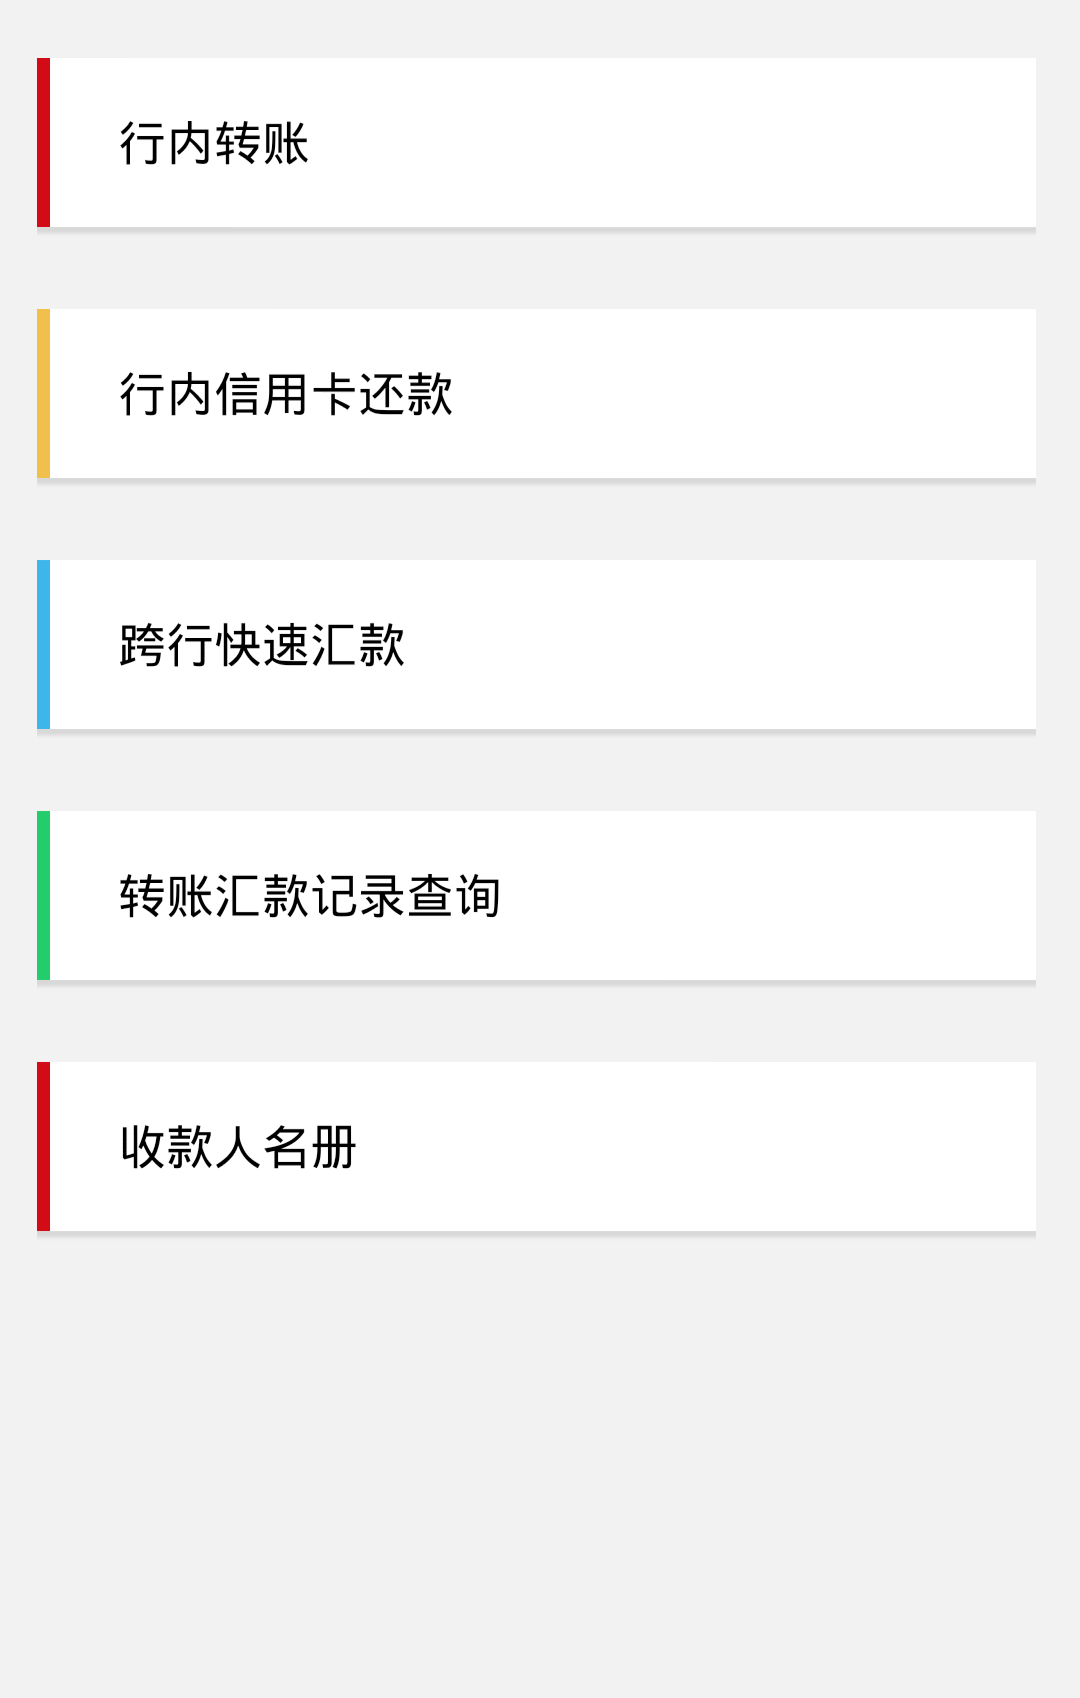 行内转账
行内信用卡还款
跨行快速汇款
转账汇款记录查询
收款人名册